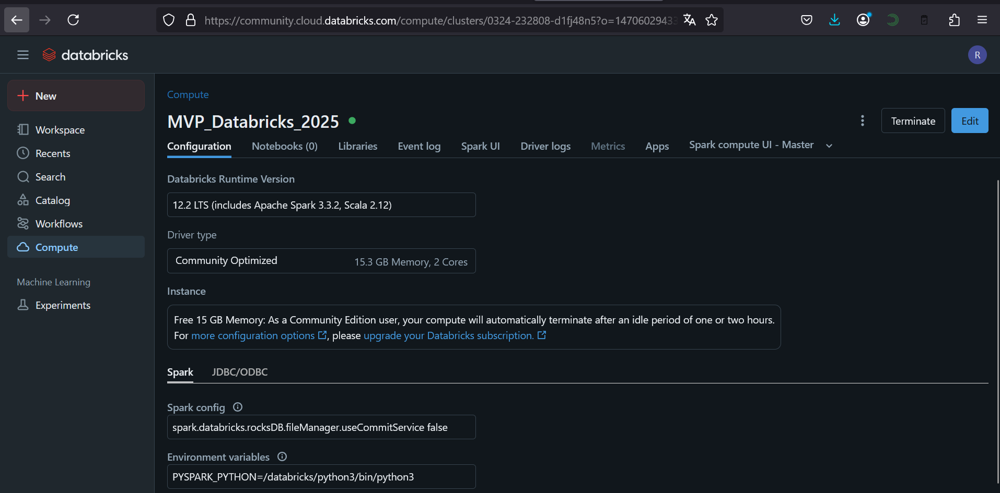 https://community.cloud.databricks.com/compute/clusters/0324-232808-d1fj48n5?o=1470602943
databricks
R
New
Workspace
Recents
Search
Catalog
Workflows
Compute
Machine Learning
Experiments
Compute
MVP_Databricks_2025
Terminate
Edit
Configuration Notebooks (0) Libraries Event log Spark UI Driver logs Metrics Apps Spark compute UI - Master
Databricks Runtime Version
12.2 LTS (includes Apache Spark 3.3.2, Scala 2.12)
Driver type
Community Optimized 15.3 GB Memory, 2 Cores
Instance
Free 15 GB Memory: As a Community Edition user, your compute will automatically terminate after an idle period of one or two hours.
For more configuration options, please upgrade your Databricks subscription.
Spark JDBC/ODBC
Spark config
spark.databricks.rocksDB.fileManager.useCommitService false
Environment variables
PYSPARK_PYTHON=/databricks/python3/bin/python3